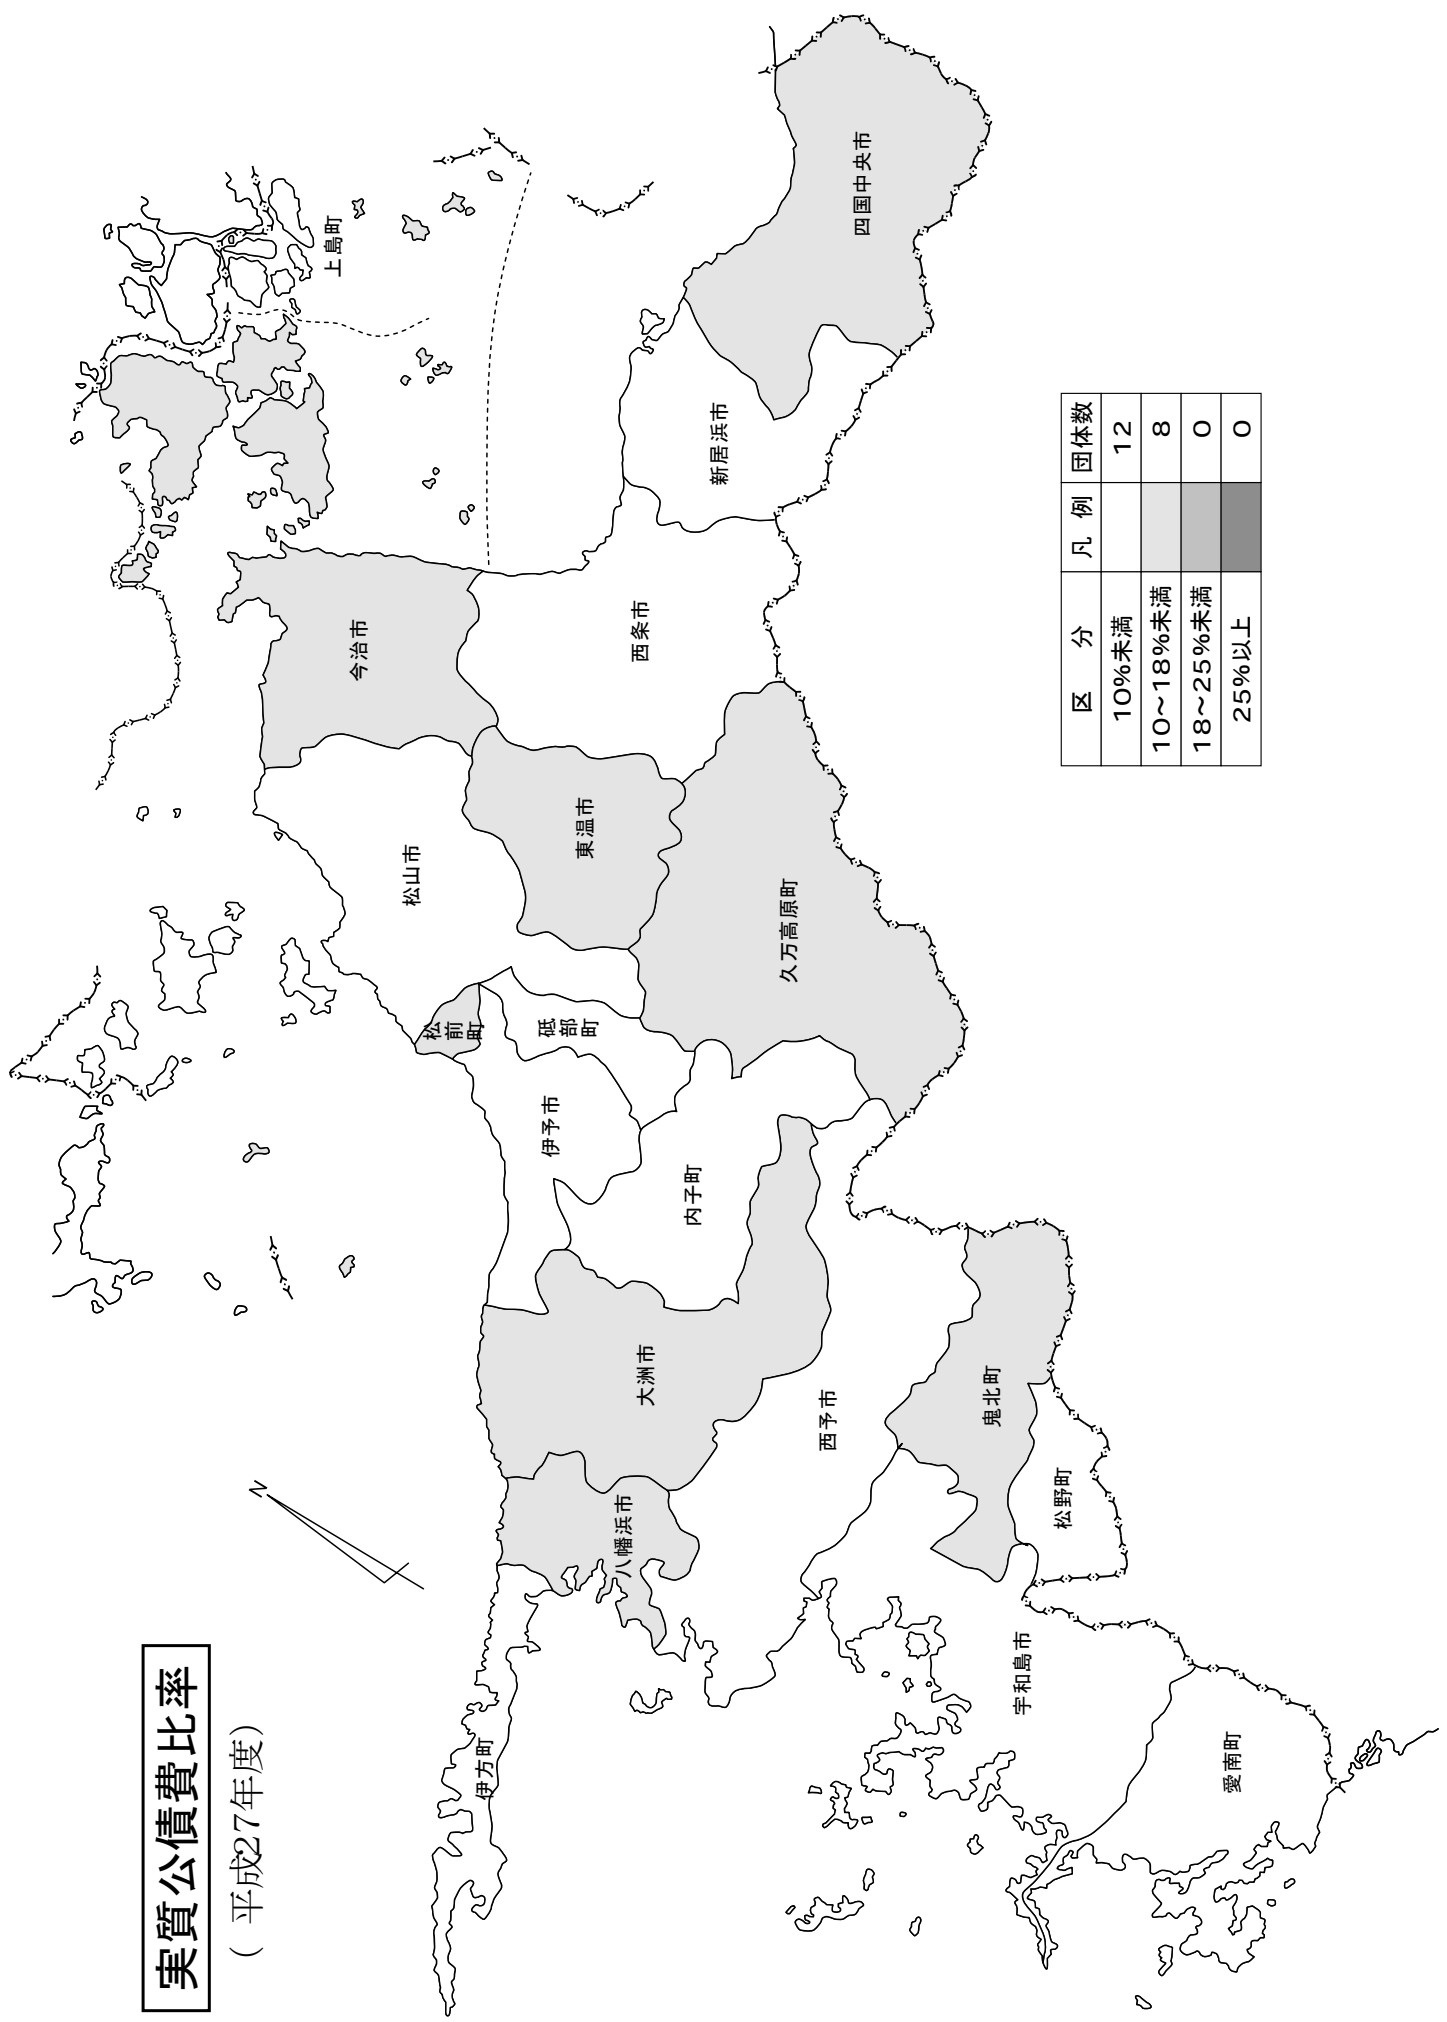 実質公債費比率
( 平成27年度)
上島町
四国中央市
新居浜市
今治市
西条市
松山市
東温市
久万高原町
松前町
砥部町
伊予市
内子町
大洲市
西予市
鬼北町
松野町
八幡浜市
伊方町
宇和島市
愛南町
N
区 分 凡 例 団体数
10%未満 12
10～18%未満 8
18～25%未満 0
25%以上 0